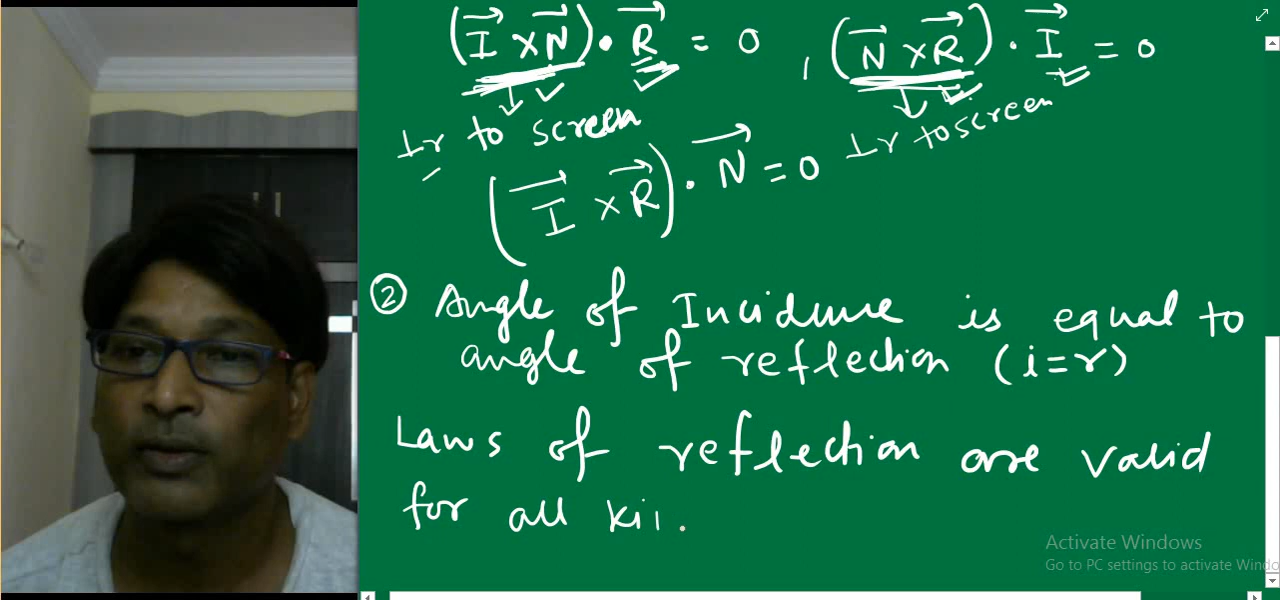 (I × N) • R = 0 , (N × R) • I = 0
⊥r to screen ⊥r to screen
(I × R) • N = 0
② Angle of Incidence is equal to
angle of reflection (i=r)
Laws of reflection are valid
for all ki
Activate Windows
Go to PC settings to activate Windo